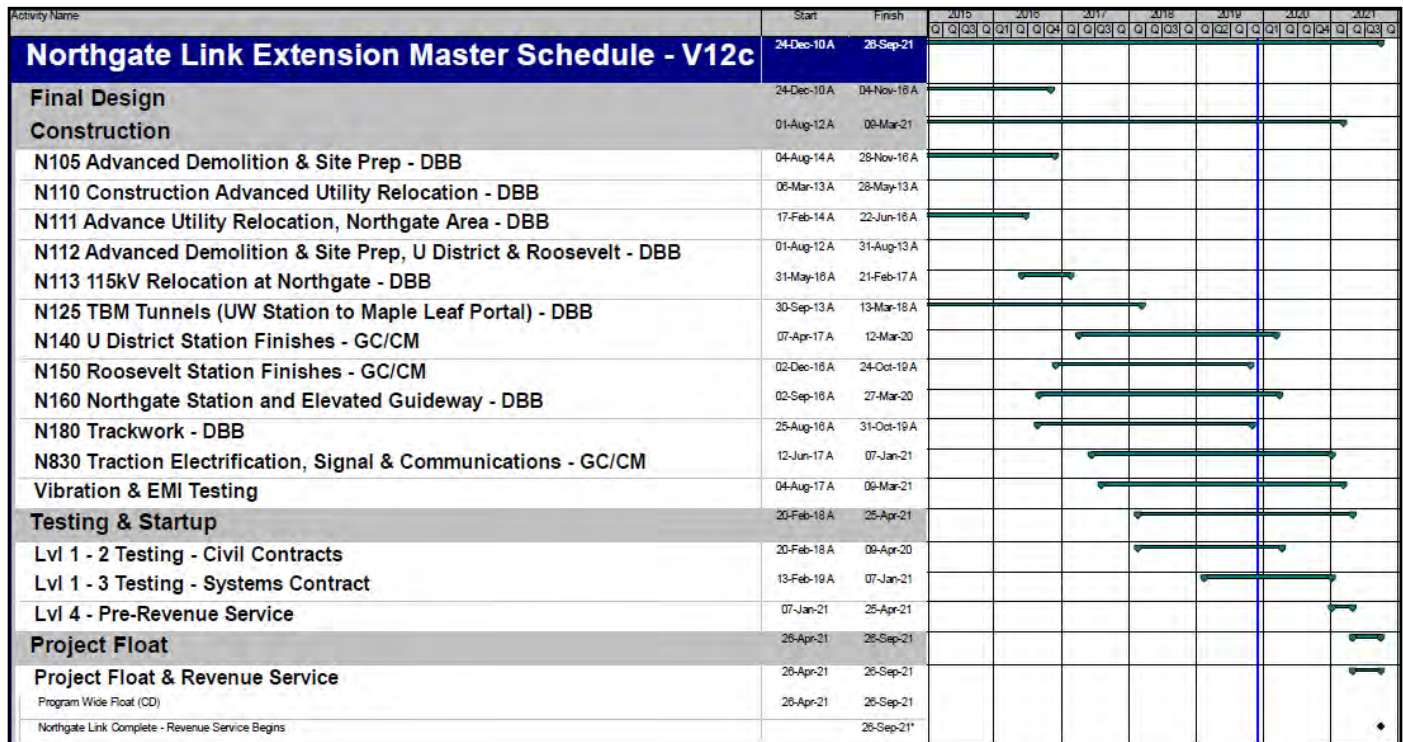 Activity Name Start Finish 2015 2016 2017 2018 2019 2020 2021
Northgate Link Extension Master Schedule - V12c 24-Dec-10 A 26-Sep-21
Final Design 24-Dec-10 A 04-Nov-16 A
Construction 01-Aug-12 A 09-Mar-21
N105 Advanced Demolition & Site Prep - DBB 04-Aug-14 A 28-Nov-16 A
N110 Construction Advanced Utility Relocation - DBB 06-Mar-13 A 28-May-13 A
N111 Advance Utility Relocation, Northgate Area - DBB 17-Feb-14 A 22-Jun-16 A
N112 Advanced Demolition & Site Prep, U District & Roosevelt - DBB 01-Aug-12 A 31-Aug-13 A
N113 115kV Relocation at Northgate - DBB 31-May-16 A 21-Feb-17 A
N125 TBM Tunnels (UW Station to Maple Leaf Portal) - DBB 30-Sep-13 A 13-Mar-18 A
N140 U District Station Finishes - GC/CM 07-Apr-17 A 12-Mar-20
N150 Roosevelt Station Finishes - GC/CM 02-Dec-16 A 24-Oct-19 A
N160 Northgate Station and Elevated Guideway - DBB 02-Sep-16 A 27-Mar-20
N180 Trackwork - DBB 25-Aug-16 A 31-Oct-19 A
N830 Traction Electrification, Signal & Communications - GC/CM 12-Jun-17 A 07-Jan-21
Vibration & EMI Testing 04-Aug-17 A 09-Mar-21
Testing & Startup 20-Feb-18 A 25-Apr-21
Lvl 1 - 2 Testing - Civil Contracts 20-Feb-18 A 09-Apr-20
Lvl 1 - 3 Testing - Systems Contract 13-Feb-19 A 07-Jan-21
Lvl 4 - Pre-Revenue Service 07-Jan-21 25-Apr-21
Project Float 26-Apr-21 26-Sep-21
Project Float & Revenue Service 26-Apr-21 26-Sep-21
Program Wide Float (CD) 26-Apr-21 26-Sep-21
Northgate Link Complete - Revenue Service Begins 26-Sep-21*